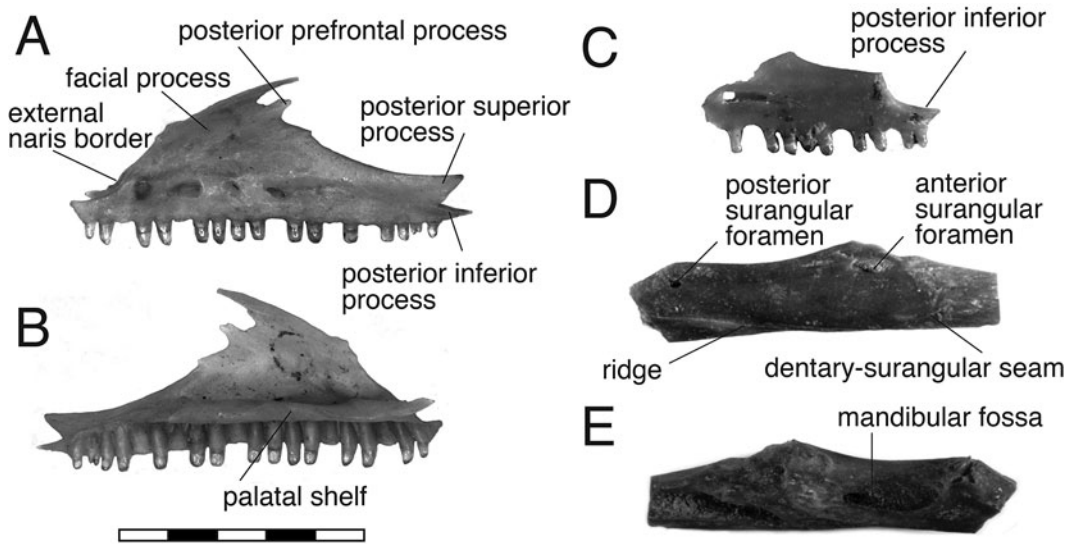 A
posterior prefrontal process
facial process
external
naris border
posterior superior
process
posterior inferior
process
B
palatal shelf
C
posterior inferior
process
D
posterior
surangular
foramen
anterior
surangular
foramen
ridge
dentary-surangular seam
E
mandibular fossa